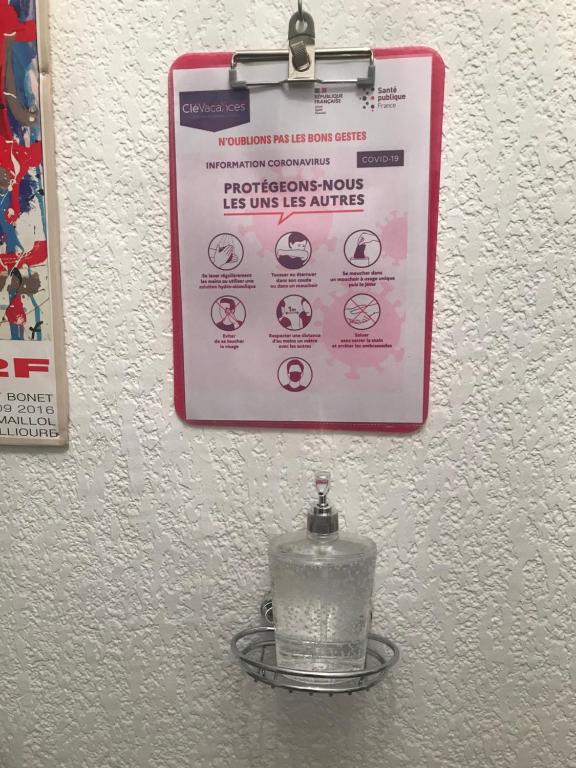 CléVacances
RÉPUBLIQUE
FRANÇAISE
Santé
publique
France
N'OUBLIONS PAS LES BONS GESTES
INFORMATION CORONAVIRUS
COVID-19
PROTÉGEONS-NOUS
LES UNS LES AUTRES
Se laver régulièrement
les mains ou utiliser une
solution hydro-alcoolique
Tousser ou éternuer
dans son coude
ou dans un mouchoir
Se moucher dans
un mouchoir à usage unique
puis le jeter
Eviter
de se toucher
le visage
1m
Respecter une distance
d'au moins un mètre
avec les autres
Saluer
sans serrer la main
et arrêter les embrassades
BONET
09 2016
MAILLOL
LLIOURE